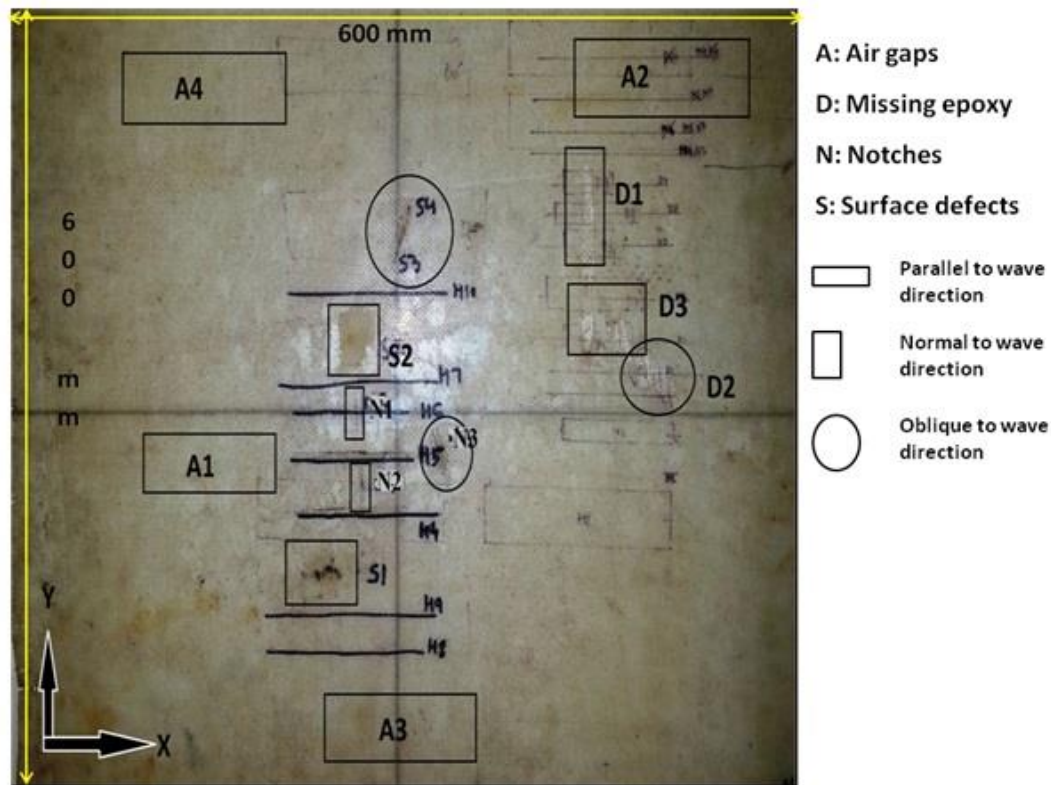 600 mm
A4
A2
D1
S4
S3
H10
D3
S2
D2
H7
N1
H6
N3
H5
A1
N2
H4
S1
H9
H8
A3
6
0
0
m
m
Y
X
A: Air gaps
D: Missing epoxy
N: Notches
S: Surface defects
Parallel to wave
direction
Normal to wave
direction
Oblique to wave
direction